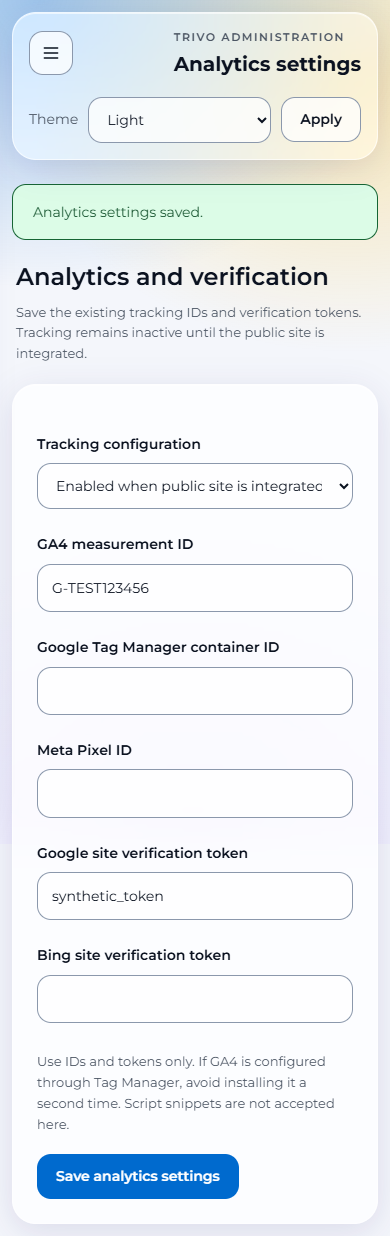 TRIVO ADMINISTRATION
Analytics settings
Theme
Light
Apply
Analytics settings saved.
Analytics and verification
Save the existing tracking IDs and verification tokens.
Tracking remains inactive until the public site is
integrated.
Tracking configuration
Enabled when public site is integrated
GA4 measurement ID
G-TEST123456
Google Tag Manager container ID
Meta Pixel ID
Google site verification token
synthetic_token
Bing site verification token
Use IDs and tokens only. If GA4 is configured
through Tag Manager, avoid installing it a
second time. Script snippets are not accepted
here.
Save analytics settings